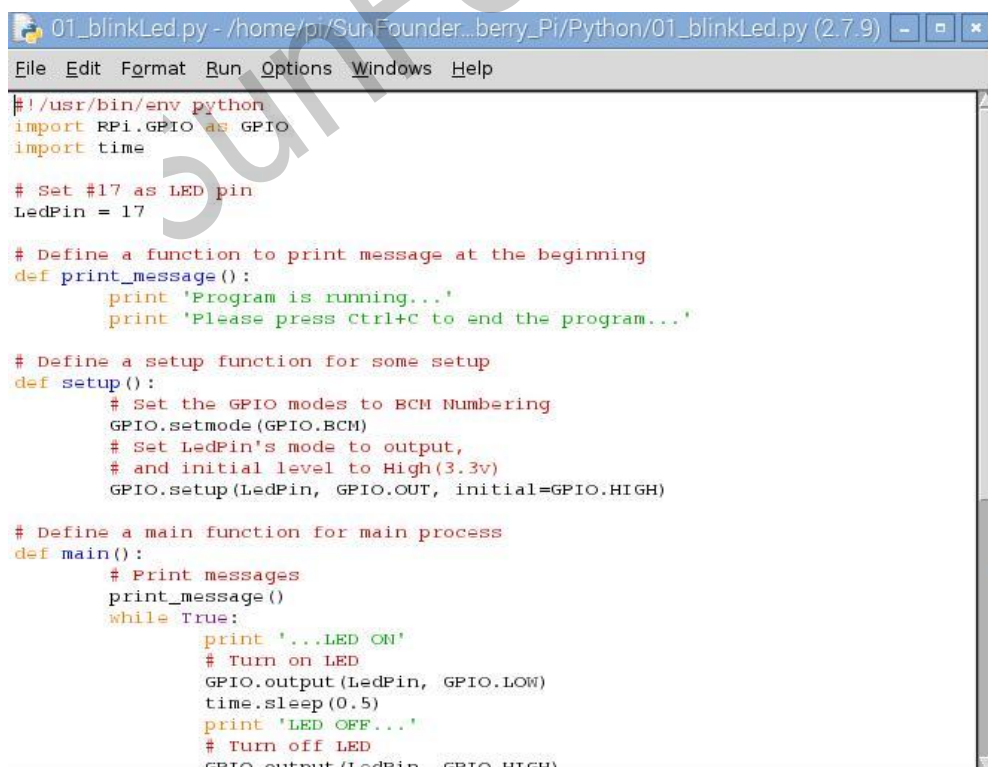 01_blinkLed.py - /home/pi/SunFounder...berry_Pi/Python/01_blinkLed.py (2.7.9)
File Edit Format Run Options Windows Help
#!/usr/bin/env python
import RPi.GPIO as GPIO
import time
# Set #17 as LED pin
LedPin = 17
# Define a function to print message at the beginning
def print_message():
print 'Program is running...'
print 'Please press Ctrl+C to end the program...'
# Define a setup function for some setup
def setup():
# Set the GPIO modes to BCM Numbering
GPIO.setmode(GPIO.BCM)
# Set LedPin's mode to output,
# and initial level to High(3.3v)
GPIO.setup(LedPin, GPIO.OUT, initial=GPIO.HIGH)
# Define a main function for main process
def main():
# Print messages
print_message()
while True:
print '...LED ON'
# Turn on LED
GPIO.output(LedPin, GPIO.LOW)
time.sleep(0.5)
print 'LED OFF...'
# Turn off LED
GPIO.output(LedPin, GPIO.HIGH)